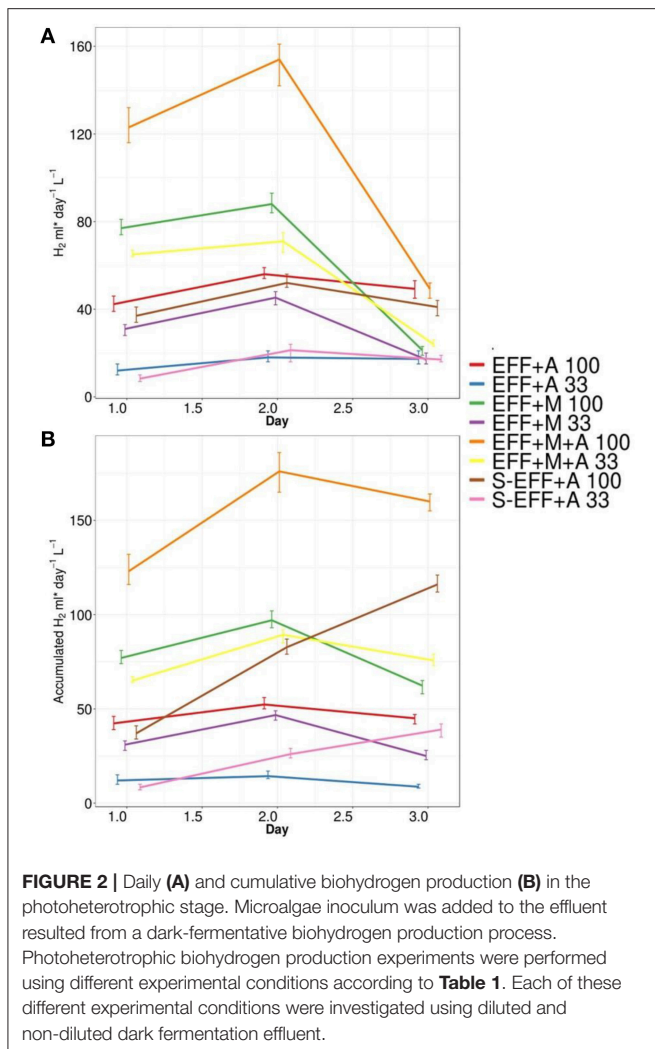 A
160
120
80
40
0
H₂ ml* day⁻¹ L⁻¹
1.0 1.5 2.0 2.5 3.0
Day
EFF+A 100
EFF+A 33
EFF+M 100
EFF+M 33
EFF+M+A 100
EFF+M+A 33
S-EFF+A 100
S-EFF+A 33
B
150
100
50
0
Accumulated H₂ ml* day⁻¹ L⁻¹
1.0 1.5 2.0 2.5 3.0
Day
FIGURE 2 | Daily (A) and cumulative biohydrogen production (B) in the
photoheterotrophic stage. Microalgae inoculum was added to the effluent
resulted from a dark-fermentative biohydrogen production process.
Photoheterotrophic biohydrogen production experiments were performed
using different experimental conditions according to Table 1. Each of these
different experimental conditions were investigated using diluted and
non-diluted dark fermentation effluent.